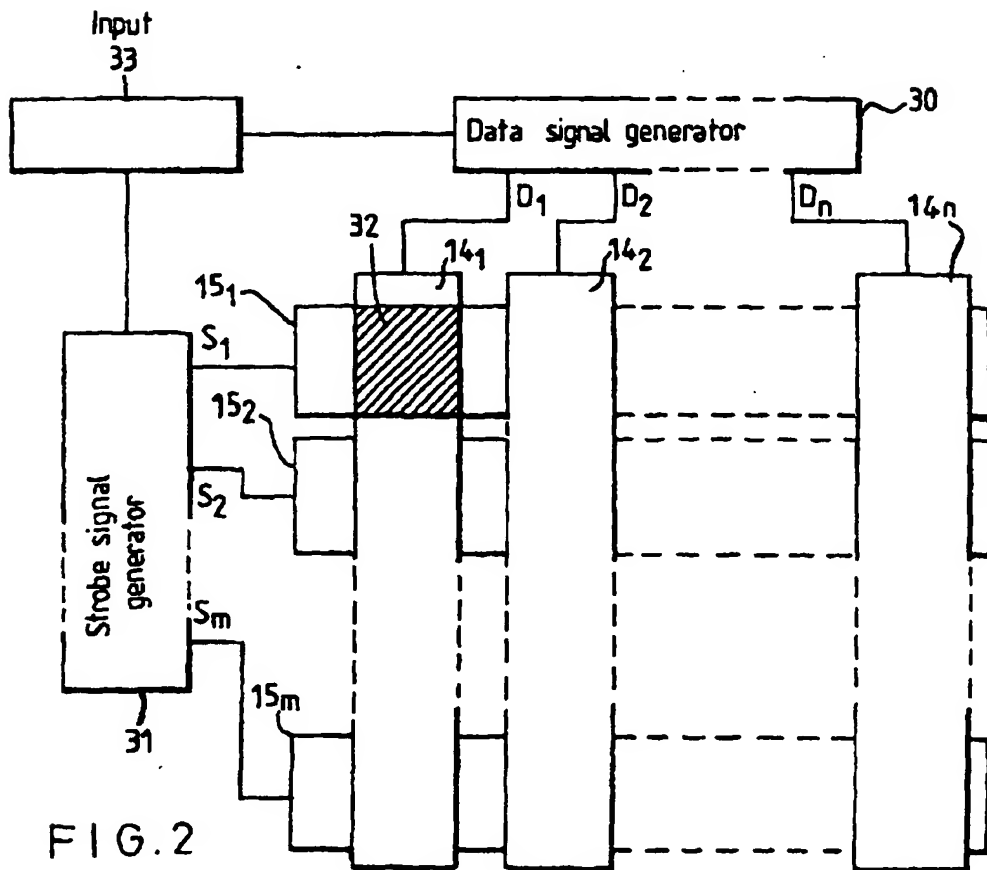 Input
33
30
Data signal generator
D1 D2 Dn
32 141 142 14n
151
S1
152
S2
Strobe signal
generator
Sm
15m
31
FIG.2